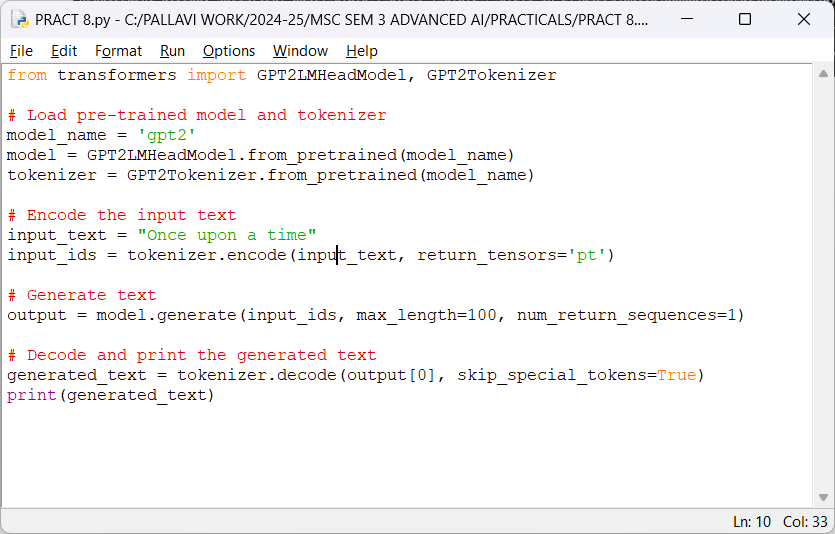 PRACT 8.py - C:/PALLAVI WORK/2024-25/MSC SEM 3 ADVANCED AI/PRACTICALS/PRACT 8....
File Edit Format Run Options Window Help
from transformers import GPT2LMHeadModel, GPT2Tokenizer
# Load pre-trained model and tokenizer
model_name = 'gpt2'
model = GPT2LMHeadModel.from_pretrained(model_name)
tokenizer = GPT2Tokenizer.from_pretrained(model_name)
# Encode the input text
input_text = "Once upon a time"
input_ids = tokenizer.encode(input_text, return_tensors='pt')
# Generate text
output = model.generate(input_ids, max_length=100, num_return_sequences=1)
# Decode and print the generated text
generated_text = tokenizer.decode(output[0], skip_special_tokens=True)
print(generated_text)
Ln: 10 Col: 33